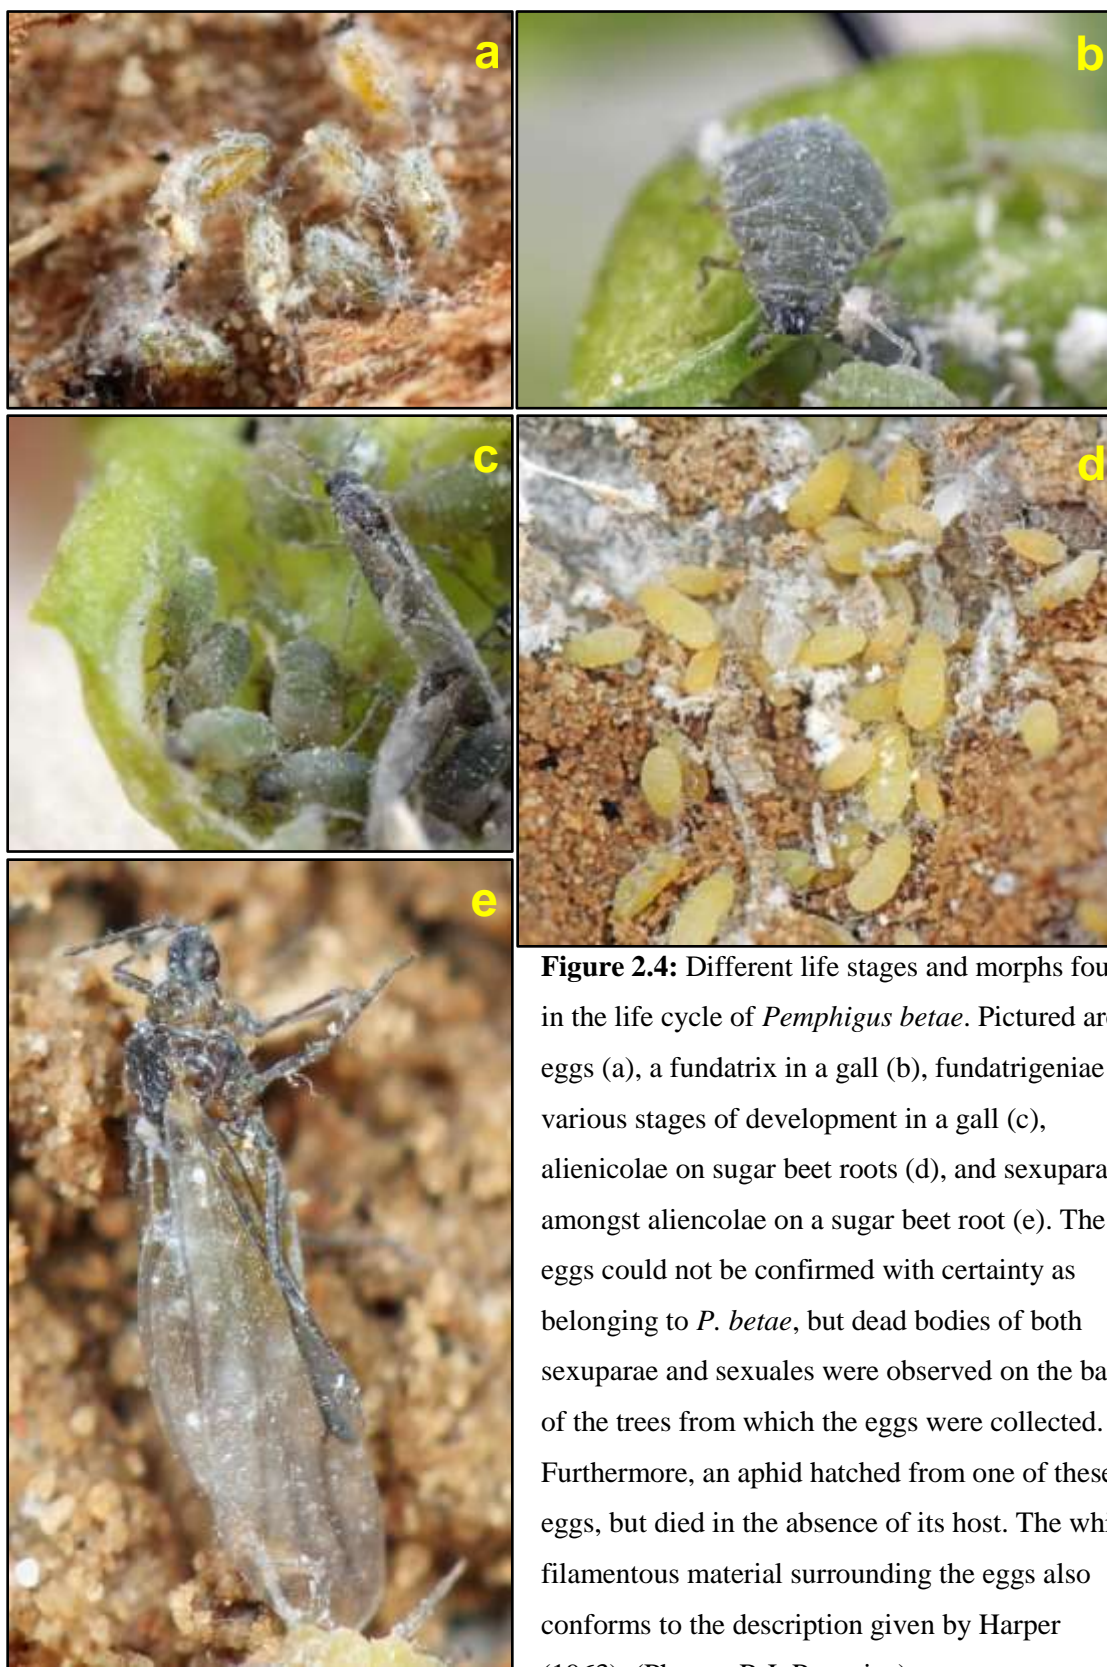 a
b
c
d
e
Figure 2.4: Different life stages and morphs fou
in the life cycle of Pemphigus betae. Pictured ar
eggs (a), a fundatrix in a gall (b), fundatrigeniae
various stages of development in a gall (c),
alienicolae on sugar beet roots (d), and sexupara
amongst aliencolae on a sugar beet root (e). The
eggs could not be confirmed with certainty as
belonging to P. betae, but dead bodies of both
sexuparae and sexuales were observed on the ba
of the trees from which the eggs were collected.
Furthermore, an aphid hatched from one of these
eggs, but died in the absence of its host. The whi
filamentous material surrounding the eggs also
conforms to the description given by Harper